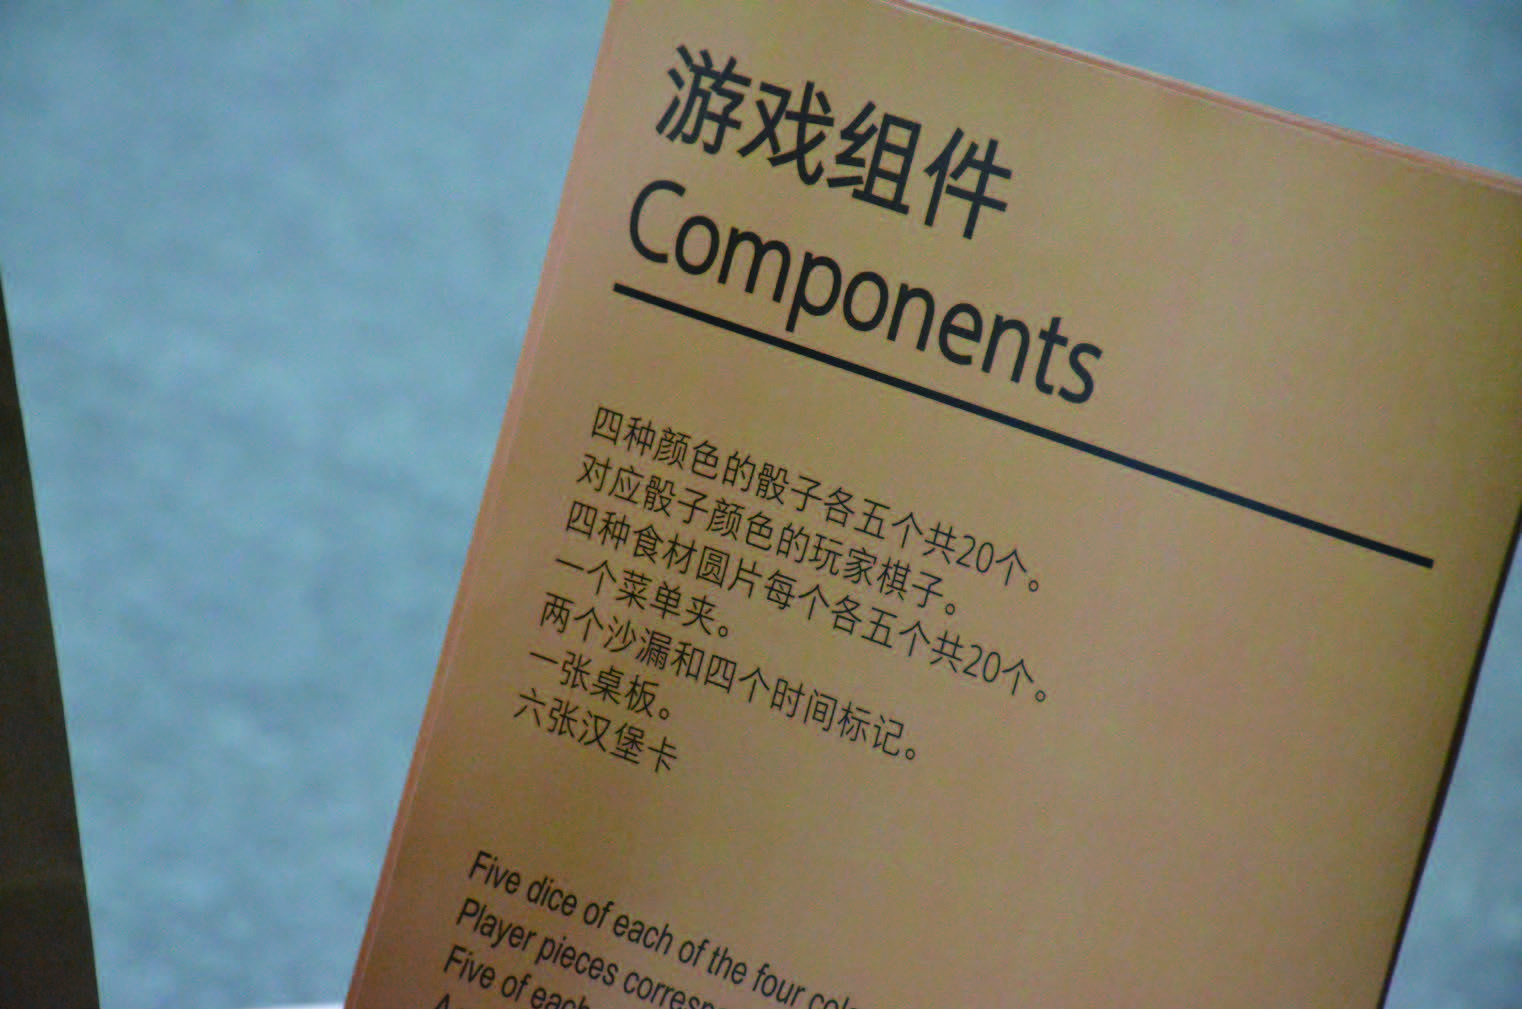 游戏组件
Components
四种颜色的骰子各五个共20个。
对应骰子颜色的玩家棋子。
四种食材圆片每个各五个共20个。
一个菜单夹。
两个沙漏和四个时间标记。
一张桌板。
六张汉堡卡
Five dice of each of the four
Player pieces
Five of each